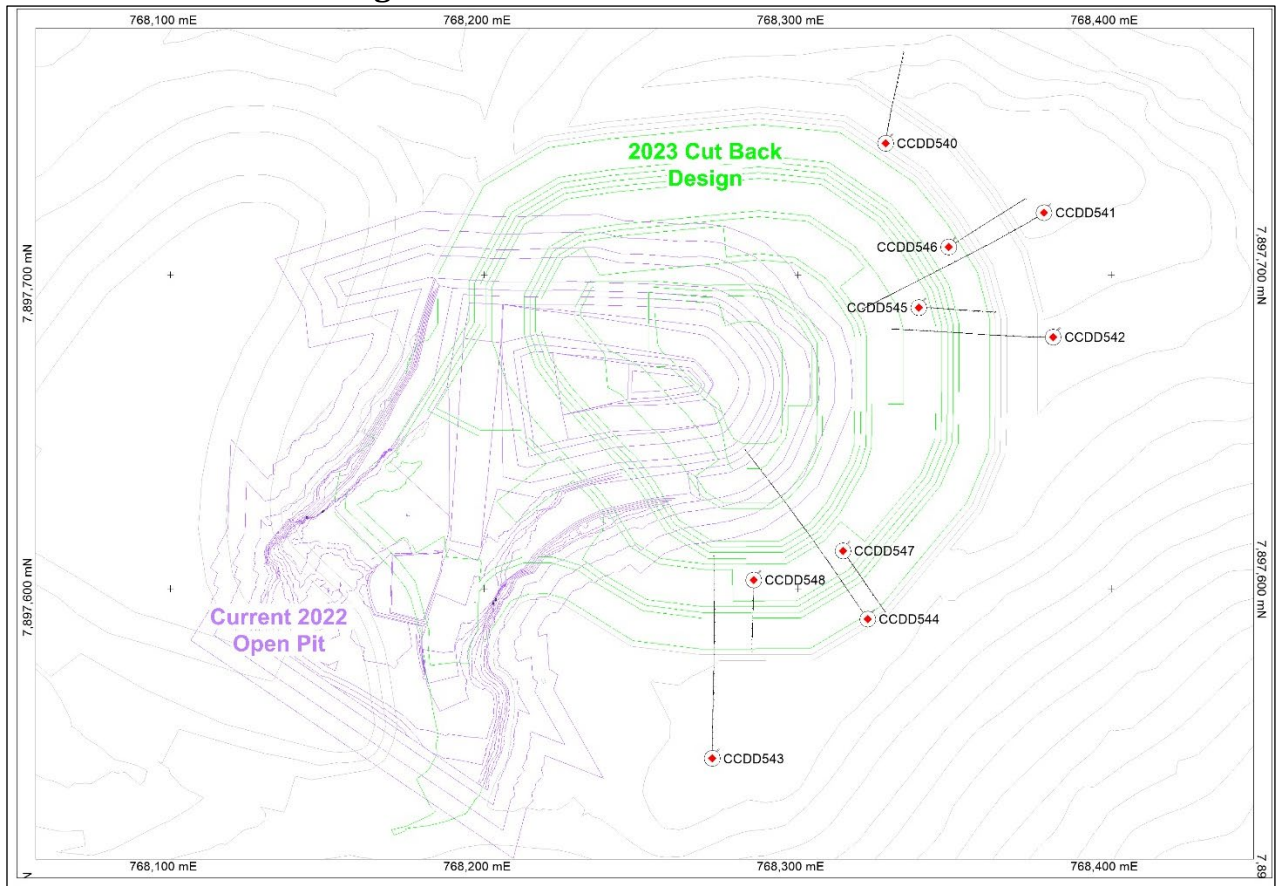 768,100 mE
768,200 mE
768,300 mE
768,400 mE
2023 Cut Back
Design
CCDD540
CCDD541
CCDD546
CCDD545
CCDD542
7,897,700 mN
7,897,700 mN
CCDD547
CCDD548
CCDD544
7,897,600 mN
7,897,600 mN
Current 2022
Open Pit
CCDD543
N
7,89
768,100 mE
768,200 mE
768,300 mE
768,400 mE